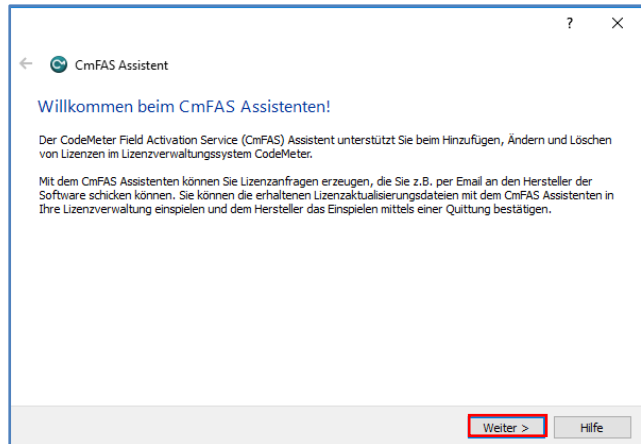 ?
CmFAS Assistent
Willkommen beim CmFAS Assistenten!
Der CodeMeter Field Activation Service (CmFAS) Assistent unterstützt Sie beim Hinzufügen, Ändern und Löschen
von Lizenzen im Lizenzverwaltungssystem CodeMeter.
Mit dem CmFAS Assistenten können Sie Lizenzanfragen erzeugen, die Sie z.B. per Email an den Hersteller der
Software schicken können. Sie können die erhaltenen Lizenzaktualisierungsdateien mit dem CmFAS Assistenten in
Ihre Lizenzverwaltung einspielen und dem Hersteller das Einspielen mittels einer Quittung bestätigen.
Weiter > Hilfe